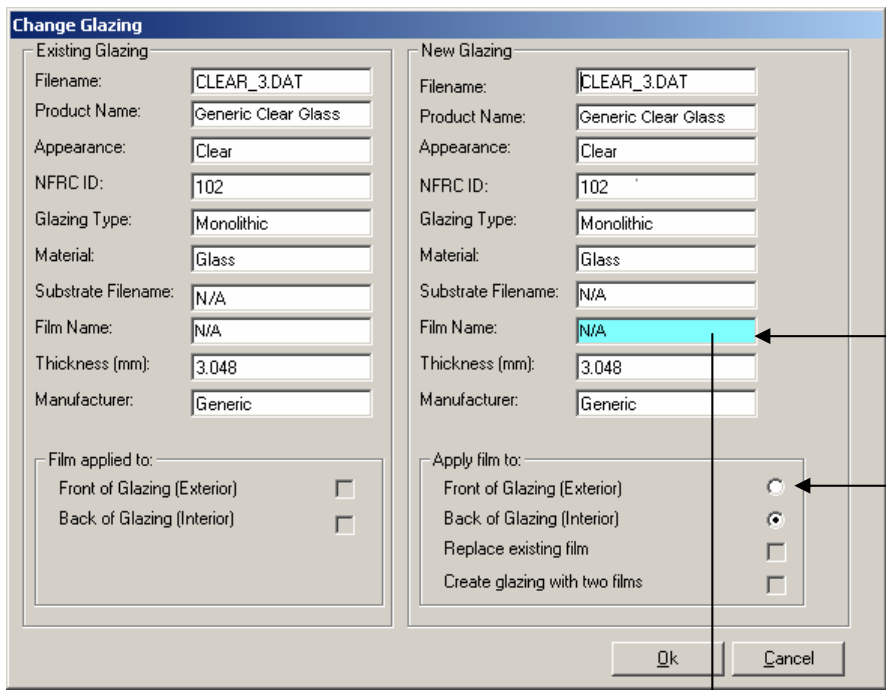 Change Glazing
Existing Glazing
Filename: CLEAR_3.DAT
Product Name: Generic Clear Glass
Appearance: Clear
NFRC ID: 102
Glazing Type: Monolithic
Material: Glass
Substrate Filename: N/A
Film Name: N/A
Thickness (mm): 3.048
Manufacturer: Generic
Film applied to:
Front of Glazing (Exterior)
Back of Glazing (Interior)
New Glazing
Filename: CLEAR_3.DAT
Product Name: Generic Clear Glass
Appearance: Clear
NFRC ID: 102
Glazing Type: Monolithic
Material: Glass
Substrate Filename: N/A
Film Name: N/A
Thickness (mm): 3.048
Manufacturer: Generic
Apply film to:
Front of Glazing (Exterior)
Back of Glazing (Interior)
Replace existing film
Create glazing with two films
Ok
Cancel